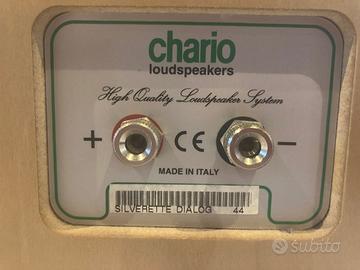 chario
loudspeakers
High Quality Loudspeaker System
+ CE −
MADE IN ITALY
SILVERETTE DIALOG 44
subito